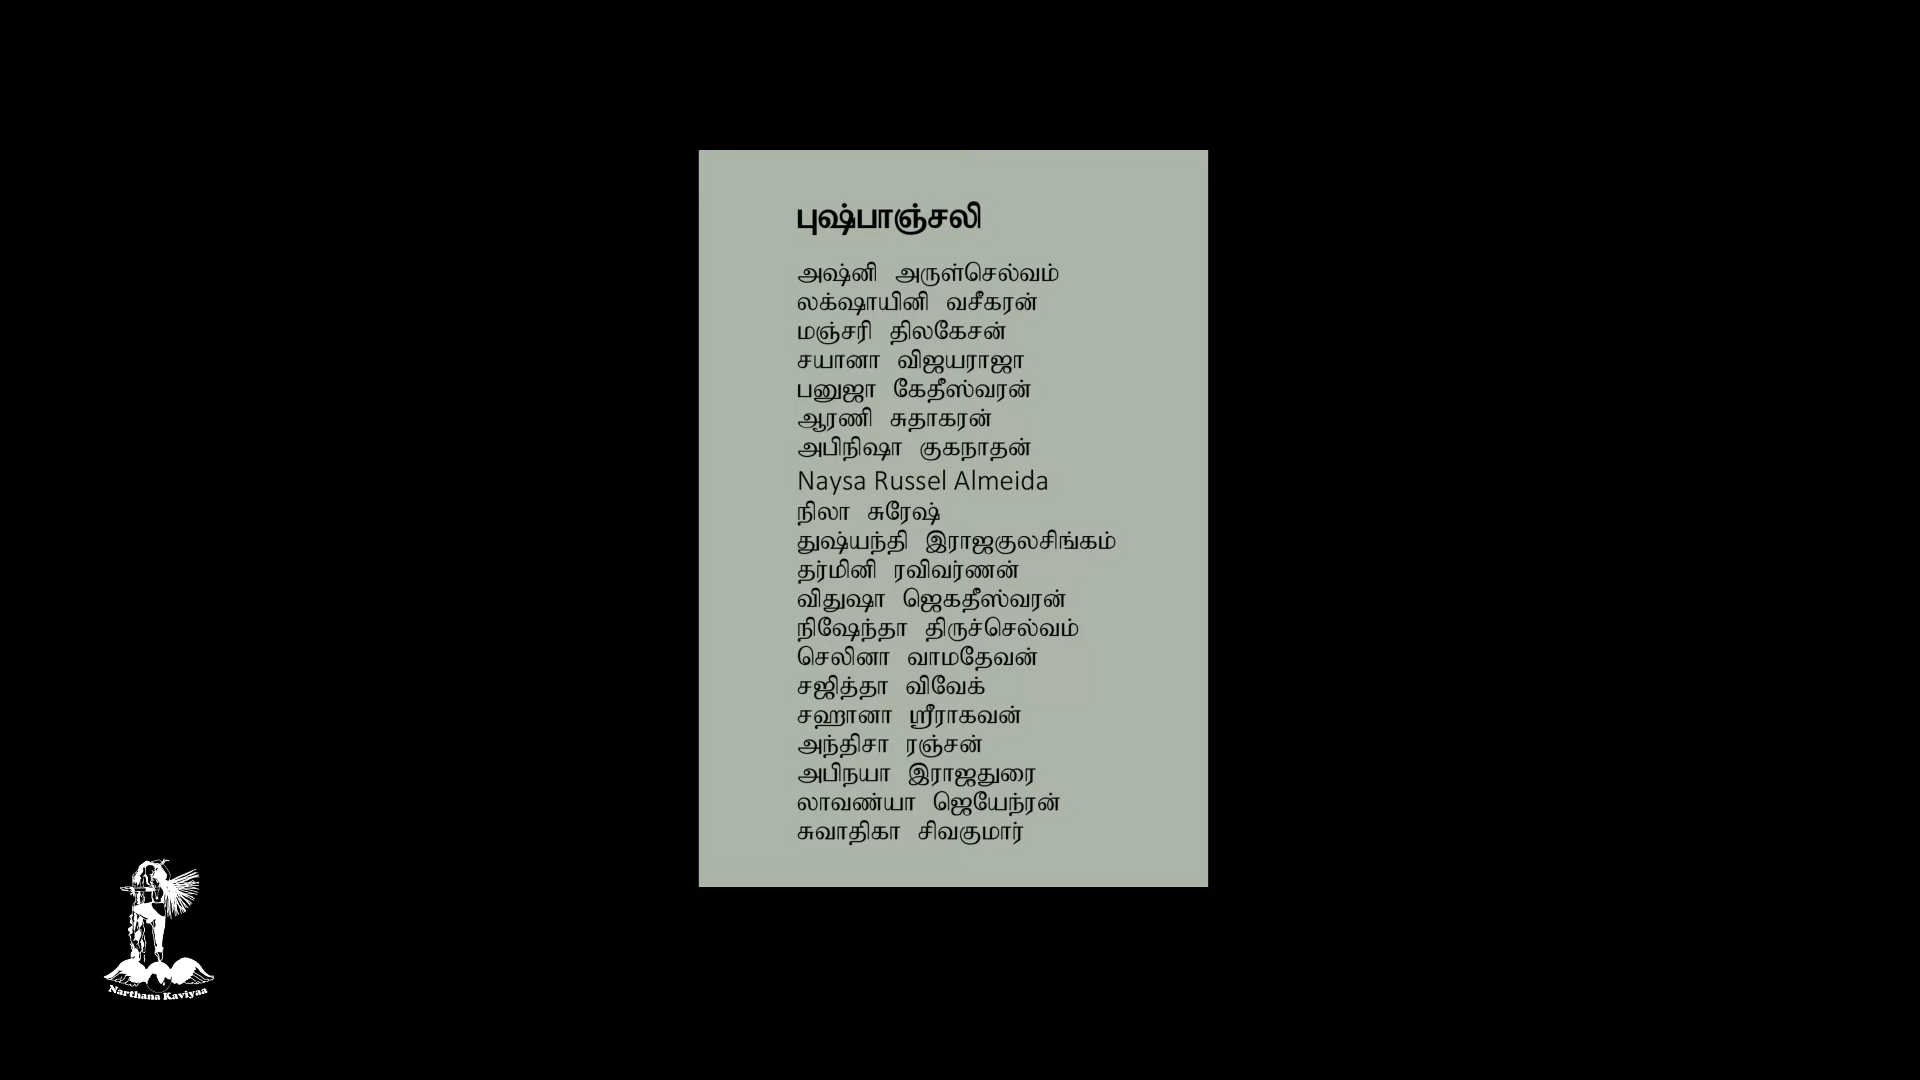 புஷ்பாஞ்சலி
அஷ்னி அருள்செல்வம்
லக்ஷாயினி வசீகரன்
மஞ்சரி திலகேசன்
சயானா விஜயராஜா
பனுஜா கேதீஸ்வரன்
ஆரணி சுதாகரன்
அபிநிஷா குகநாதன்
Naysa Russel Almeida
நிலா சுரேஷ்
துஷ்யந்தி இராஜகுலசிங்கம்
தர்மினி ரவிவர்ணன்
விதுஷா ஜெகதீஸ்வரன்
நிஷேந்தா திருச்செல்வம்
செலினா வாமதேவன்
சஜித்தா விவேக்
சஹானா ஸ்ரீராகவன்
அந்திசா ரஞ்சன்
அபிநயா இராஜதுரை
லாவண்யா ஜெயேந்ரன்
சுவாதிகா சிவகுமார்
Narthana Kaviyaa